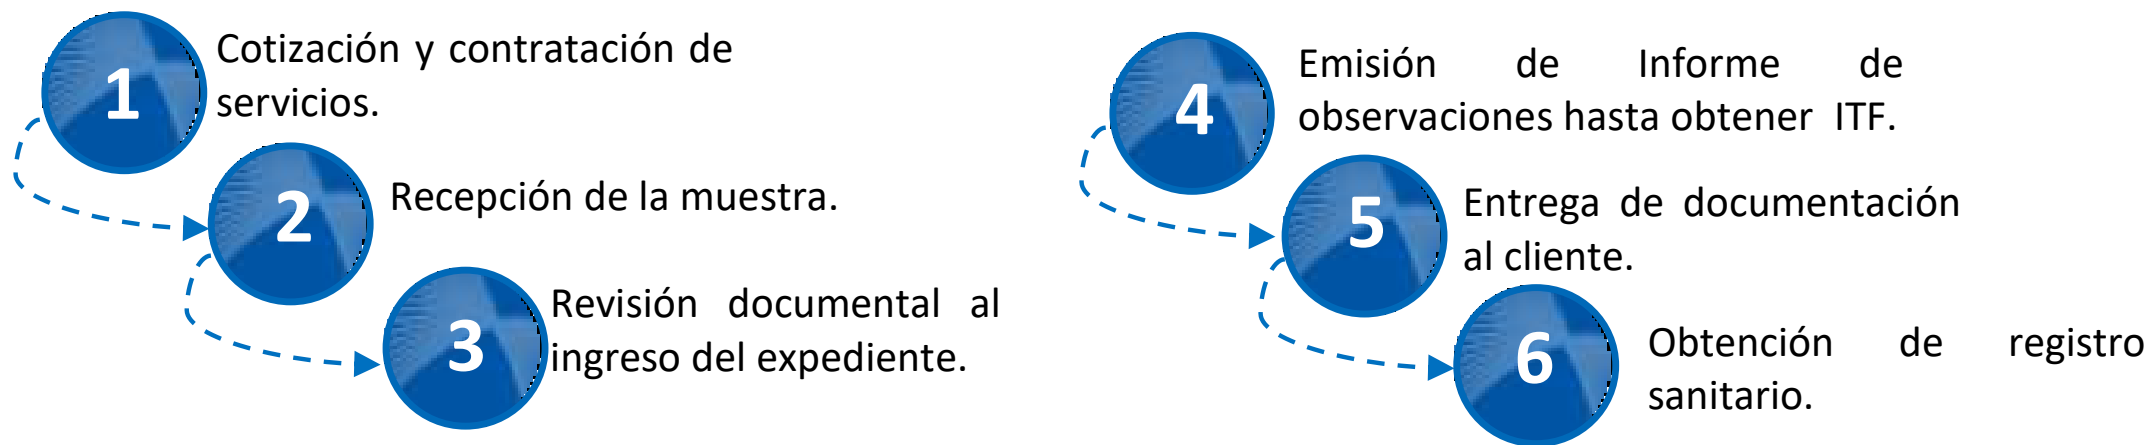 1
Cotización y contratación de
servicios.
2
Recepción de la muestra.
3
Revisión documental al
ingreso del expediente.
4
Emisión de Informe de
observaciones hasta obtener ITF.
5
Entrega de documentación
al cliente.
6
Obtención de registro
sanitario.